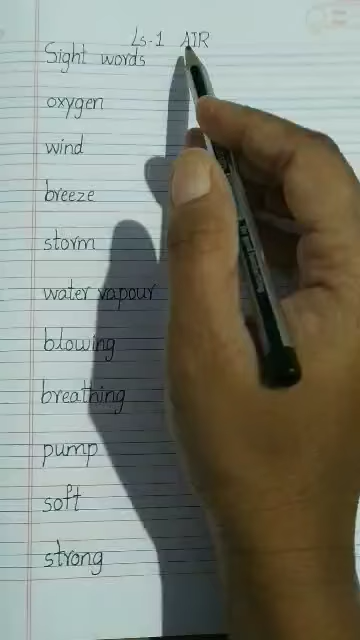 Ls-1 AIR
Sight words
oxygen
wind
breeze
storm
water vapour
blowing
breathing
pump
soft
strong